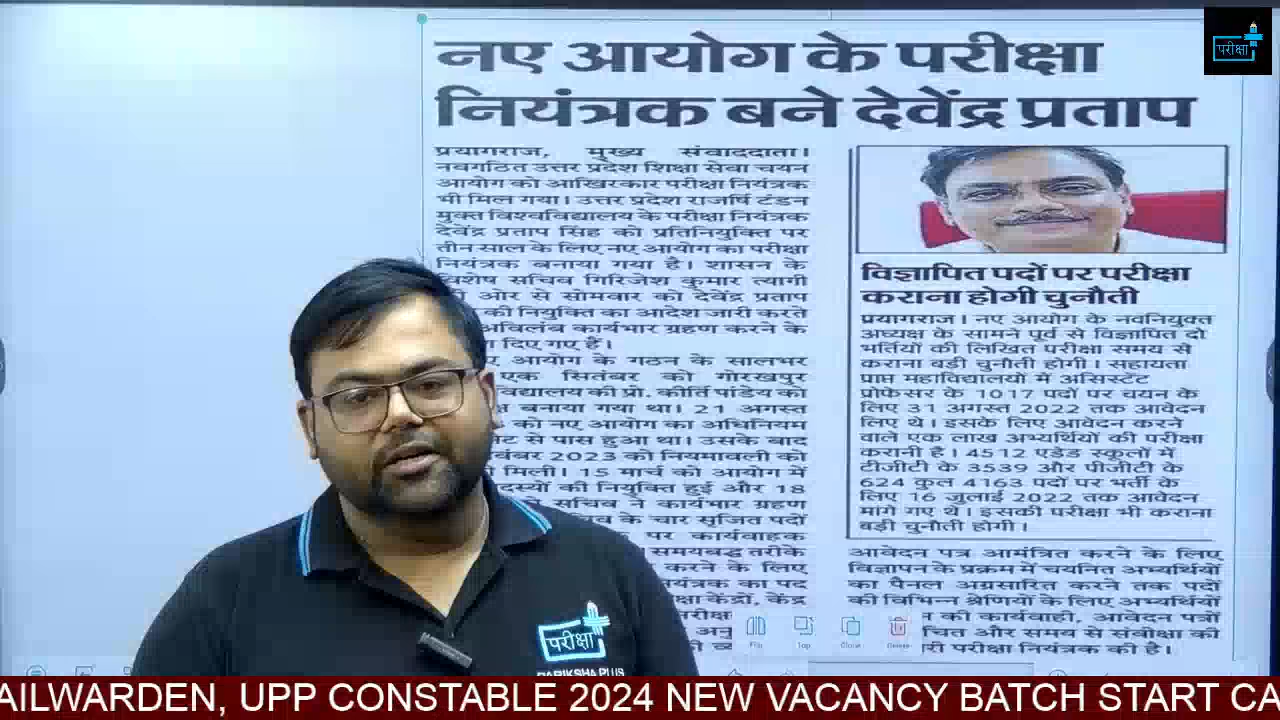 नए आयोग के परीक्षा
नियंत्रक बने देवेंद्र प्रताप
परीक्षा
प्रयागराज, मुख्य संवाददाता।
नवगठित उत्तर प्रदेश शिक्षा सेवा चयन
आयोग को आखिरकार परीक्षा नियंत्रक
भी मिल गया। उत्तर प्रदेश राजर्षि टंडन
मुक्त विश्वविद्यालय के परीक्षा नियंत्रक
देवेंद्र प्रताप सिंह को प्रतिनियुक्ति पर
तीन साल के लिए नए आयोग का परीक्षा
नियंत्रक बनाया गया है। शासन के
विशेष सचिव गिरिजेश कुमार त्यागी
की ओर से सोमवार को देवेंद्र प्रताप
की नियुक्ति का आदेश जारी करते
अविलंब कार्यभार ग्रहण करने के
दिए गए हैं।
आयोग के गठन के सालभर
एक सितंबर को गोरखपुर
विद्यालय की प्रो. कीर्ति पांडेय को
बनाया गया था। 21 अगस्त
को नए आयोग का अधिनियम
से पास हुआ था। उसके बाद
2023 को नियमावली को
मिली। 15 मार्च को आयोग में
की नियुक्ति हुई और 18
सचिव ने कार्यभार ग्रहण
के चार सृजित पदों
पर कार्यवाहक
समयबद्ध तरीके
करने के लिए
का पद
केंद्रों, केंद्र
विज्ञापित पदों पर परीक्षा
कराना होगी चुनौती
प्रयागराज। नए आयोग के नवनियुक्त
अध्यक्ष के सामने पूर्व से विज्ञापित दो
भर्तियों की लिखित परीक्षा समय से
कराना बड़ी चुनौती होगी। सहायता
प्राप्त महाविद्यालयों में असिस्टेंट
प्रोफेसर के 1017 पदों पर चयन के
लिए 31 अगस्त 2022 तक आवेदन
लिए थे। इसके लिए आवेदन करने
वाले एक लाख अभ्यर्थियों की परीक्षा
करानी है। 4512 एडेड स्कूलों में
टीजीटी के 3539 और पीजीटी के
624 कुल 4163 पदों पर भर्ती के
लिए 16 जुलाई 2022 तक आवेदन
मांगे गए थे। इसकी परीक्षा भी कराना
बड़ी चुनौती होगी।
आवेदन पत्र आमंत्रित करने के लिए
विज्ञापन के प्रक्रम में चयनित अभ्यर्थियों
का पैनल अग्रसारित करने तक पदों
की विभिन्न श्रेणियों के लिए अभ्यर्थियों
की कार्यवाही, आवेदन पत्रों
और समय से संवीक्षा की
परीक्षा नियंत्रक की है।
Flip Top Clone Delete
परीक्षा
PARIKSHA PLUS
AILWARDEN, UPP CONSTABLE 2024 NEW VACANCY BATCH START CA